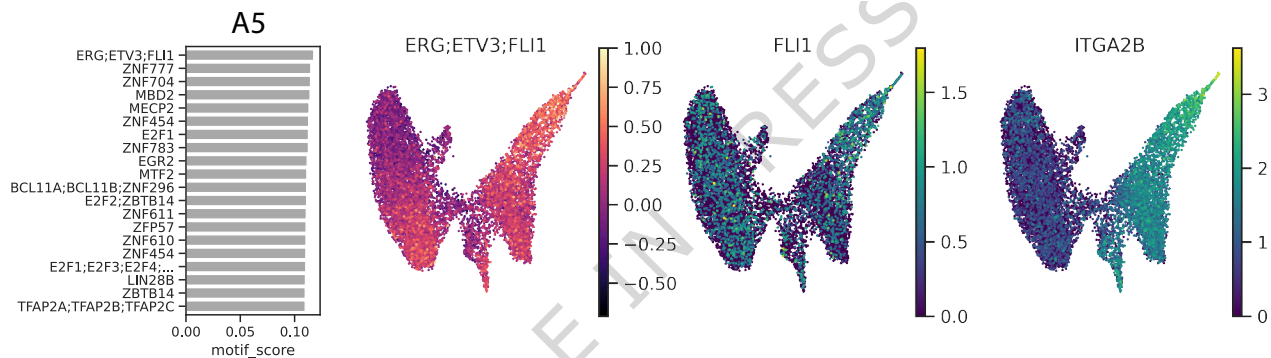 A5
ERG;ETV3;FLI1
ZNF777
ZNF704
MBD2
MECP2
ZNF454
E2F1
ZNF783
EGR2
MTF2
BCL11A;BCL11B;ZNF296
E2F2;ZBTB14
ZNF611
ZFP57
ZNF610
ZNF454
E2F1;E2F3;E2F4;...
LIN28B
ZBTB14
TFAP2A;TFAP2B;TFAP2C
0.00 0.05 0.10
motif_score
ERG;ETV3;FLI1
1.00
0.75
0.50
0.25
0.00
−0.25
−0.50
FLI1
1.5
1.0
0.5
0.0
ITGA2B
3
2
1
0
E IN PRESS